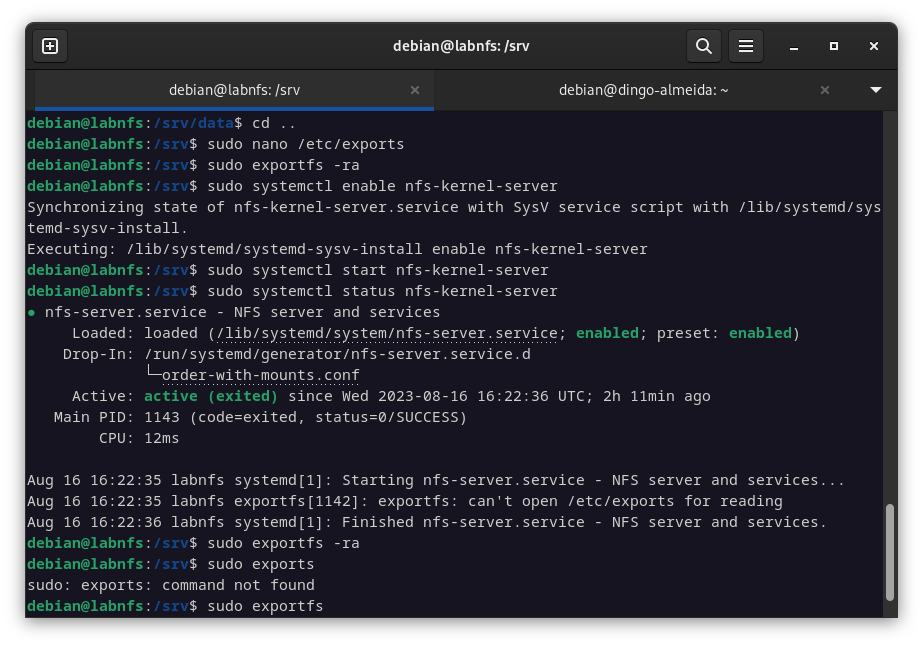 debian@labnfs: /srv
debian@labnfs: /srv
debian@dingo-almeida: ~
debian@labnfs:/srv/data$ cd ..
debian@labnfs:/srv$ sudo nano /etc/exports
debian@labnfs:/srv$ sudo exportfs -ra
debian@labnfs:/srv$ sudo systemctl enable nfs-kernel-server
Synchronizing state of nfs-kernel-server.service with SysV service script with /lib/systemd/sys
temd-sysv-install.
Executing: /lib/systemd/systemd-sysv-install enable nfs-kernel-server
debian@labnfs:/srv$ sudo systemctl start nfs-kernel-server
debian@labnfs:/srv$ sudo systemctl status nfs-kernel-server
● nfs-server.service - NFS server and services
     Loaded: loaded (/lib/systemd/system/nfs-server.service; enabled; preset: enabled)
    Drop-In: /run/systemd/generator/nfs-server.service.d
             └─order-with-mounts.conf
     Active: active (exited) since Wed 2023-08-16 16:22:36 UTC; 2h 11min ago
   Main PID: 1143 (code=exited, status=0/SUCCESS)
        CPU: 12ms
Aug 16 16:22:35 labnfs systemd[1]: Starting nfs-server.service - NFS server and services...
Aug 16 16:22:35 labnfs exportfs[1142]: exportfs: can't open /etc/exports for reading
Aug 16 16:22:36 labnfs systemd[1]: Finished nfs-server.service - NFS server and services.
debian@labnfs:/srv$ sudo exportfs -ra
debian@labnfs:/srv$ sudo exports
sudo: exports: command not found
debian@labnfs:/srv$ sudo exportfs